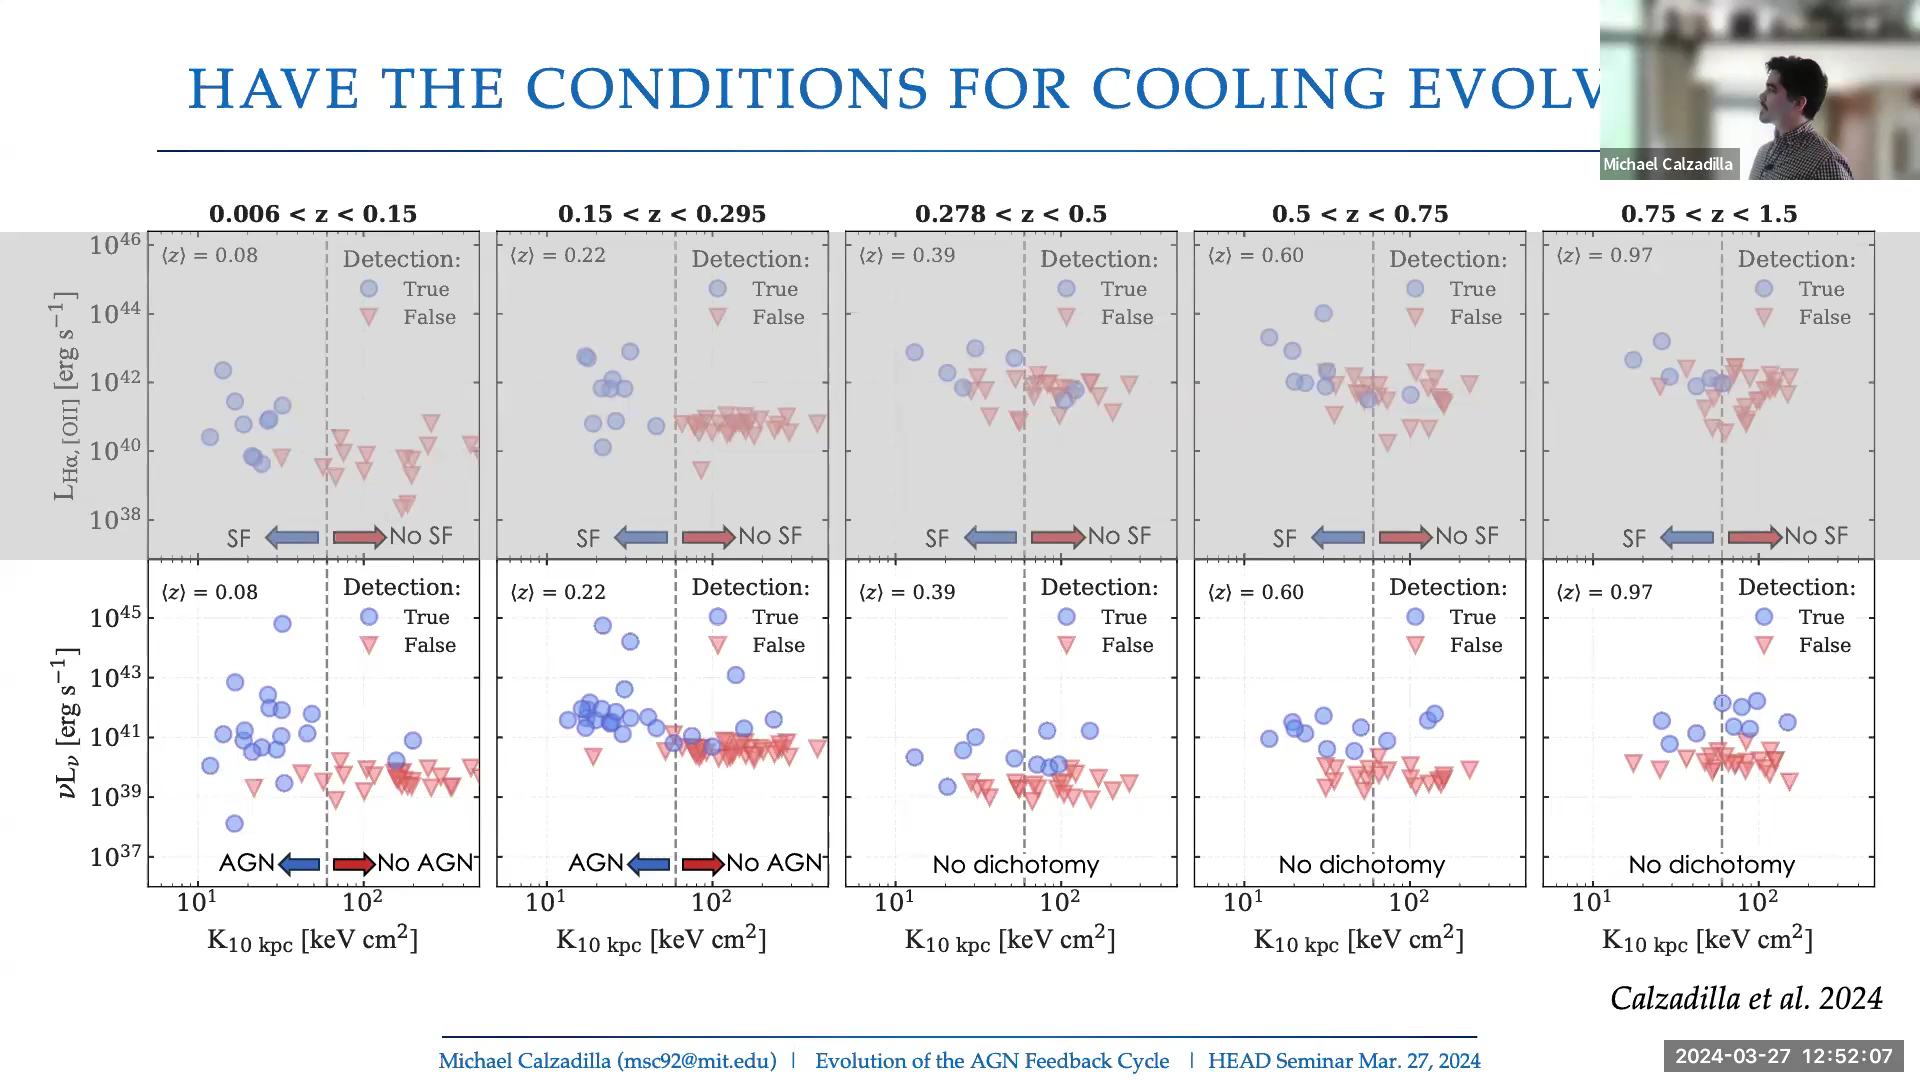 HAVE THE CONDITIONS FOR COOLING EVOLV
Michael Calzadilla
0.006 < z < 0.15
0.15 < z < 0.295
0.278 < z < 0.5
0.5 < z < 0.75
0.75 < z < 1.5
L_Hα, [OII] [erg s⁻¹]
10⁴⁶
10⁴⁴
10⁴²
10⁴⁰
10³⁸
⟨z⟩ = 0.08
Detection:
True
False
SF
No SF
⟨z⟩ = 0.22
Detection:
True
False
SF
No SF
⟨z⟩ = 0.39
Detection:
True
False
SF
No SF
⟨z⟩ = 0.60
Detection:
True
False
SF
No SF
⟨z⟩ = 0.97
Detection:
True
False
SF
No SF
νL_ν [erg s⁻¹]
10⁴⁵
10⁴³
10⁴¹
10³⁹
10³⁷
⟨z⟩ = 0.08
Detection:
True
False
AGN
No AGN
⟨z⟩ = 0.22
Detection:
True
False
AGN
No AGN
⟨z⟩ = 0.39
Detection:
True
False
No dichotomy
⟨z⟩ = 0.60
Detection:
True
False
No dichotomy
⟨z⟩ = 0.97
Detection:
True
False
No dichotomy
10¹ 10² 10¹ 10² 10¹ 10² 10¹ 10² 10¹ 10²
K₁₀ kpc [keV cm²]
K₁₀ kpc [keV cm²]
K₁₀ kpc [keV cm²]
K₁₀ kpc [keV cm²]
K₁₀ kpc [keV cm²]
Calzadilla et al. 2024
Michael Calzadilla (msc92@mit.edu) | Evolution of the AGN Feedback Cycle | HEAD Seminar Mar. 27, 2024
2024-03-27 12:52:07